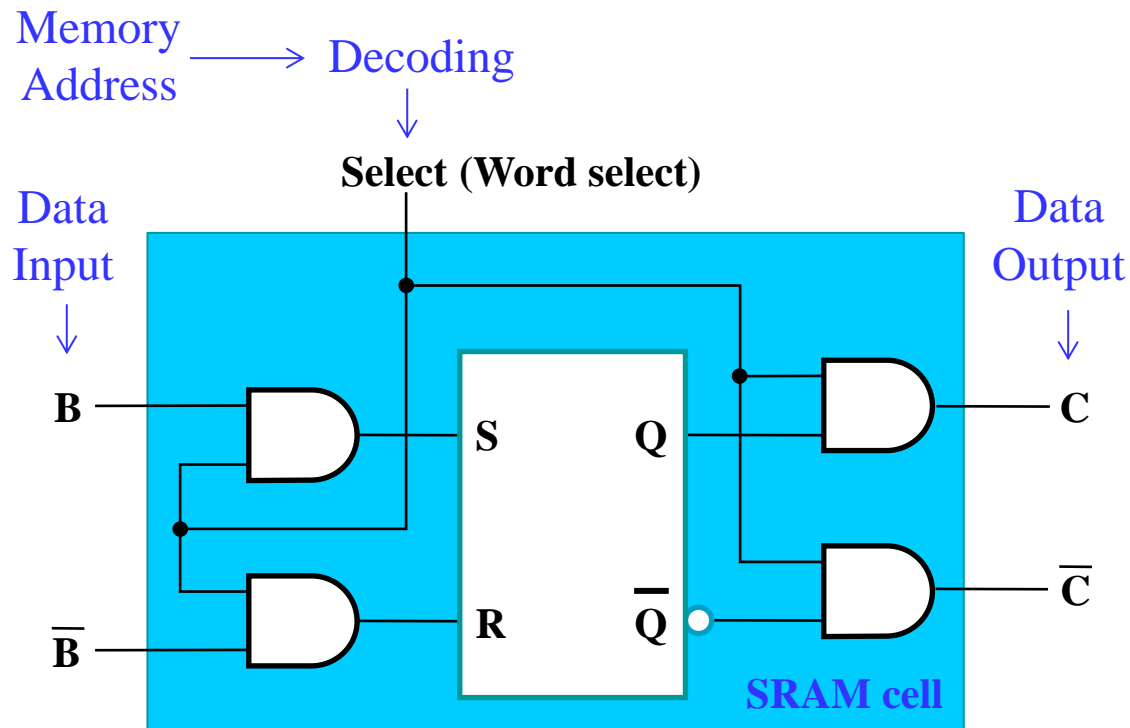 Memory
Address
Decoding
Select (Word select)
Data
Input
Data
Output
B
S
Q
C
B̅
R
Q̅
C̅
SRAM cell